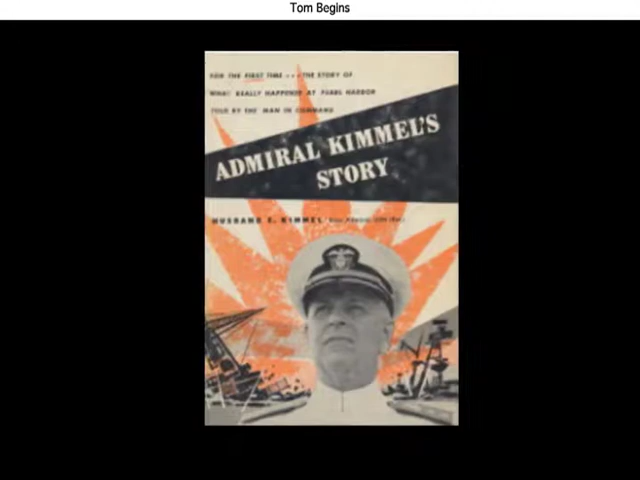 Tom Begins
FOR THE FIRST TIME ... THE STORY OF
WHAT REALLY HAPPENED AT PEARL HARBOR
TOLD BY THE MAN IN COMMAND
ADMIRAL KIMMEL'S
STORY
HUSBAND E. KIMMEL